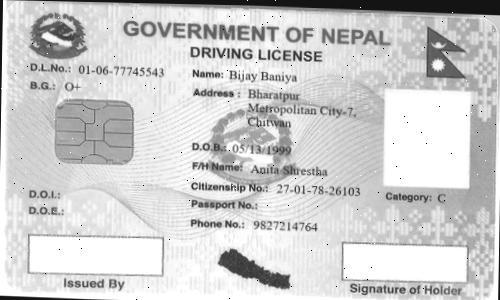 GOVERNMENT OF NEPAL
DRIVING LICENSE
D.L.No.: 01-06-77745543
B.G.: O+
Name: Bijay Baniya
Address : Bharatpur
Metropolitan City-7,
Chitwan
D.O.B.: 05/13/1999
F/H Name: Anita Shrestha
Citizenship No.: 27-01-78-26103
Passport No.:
Phone No.: 9827214764
Category: C
D.O.I.:
D.O.E.:
Issued By
Signature of Holder